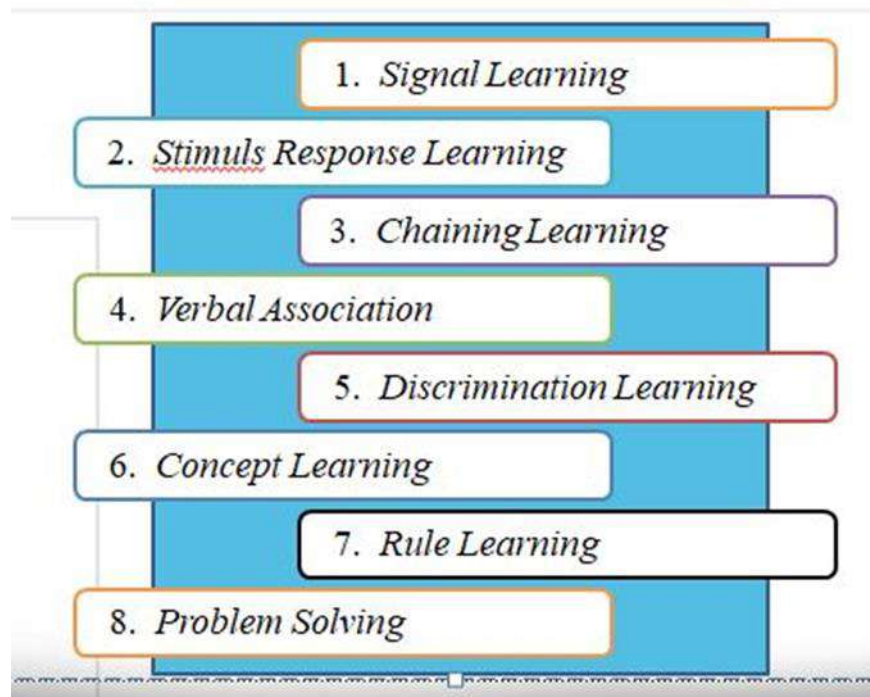 1. Signal Learning
2. Stimuls Response Learning
3. Chaining Learning
4. Verbal Association
5. Discrimination Learning
6. Concept Learning
7. Rule Learning
8. Problem Solving